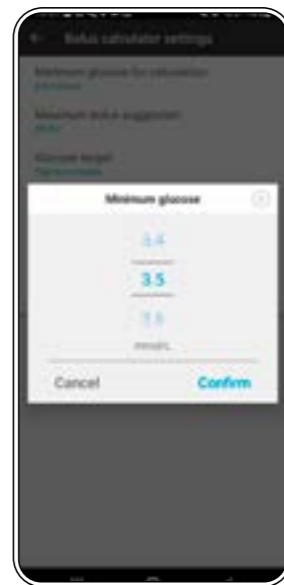 Bolus calculator settings
Minimum glucose for calculation
Maximum bolus suggestion
Glucose target
Minimum glucose
3.4
3.5
3.6
mmol/L
Cancel Confirm